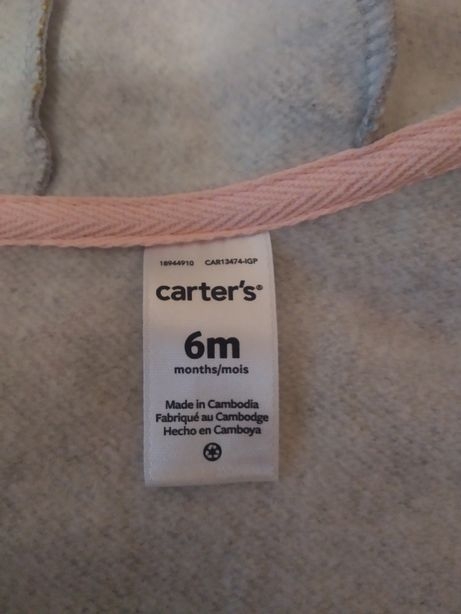 18944910 CAR13474-IGP
carter's®
6m
months/mois
Made in Cambodia
Fabriqué au Cambodge
Hecho en Camboya